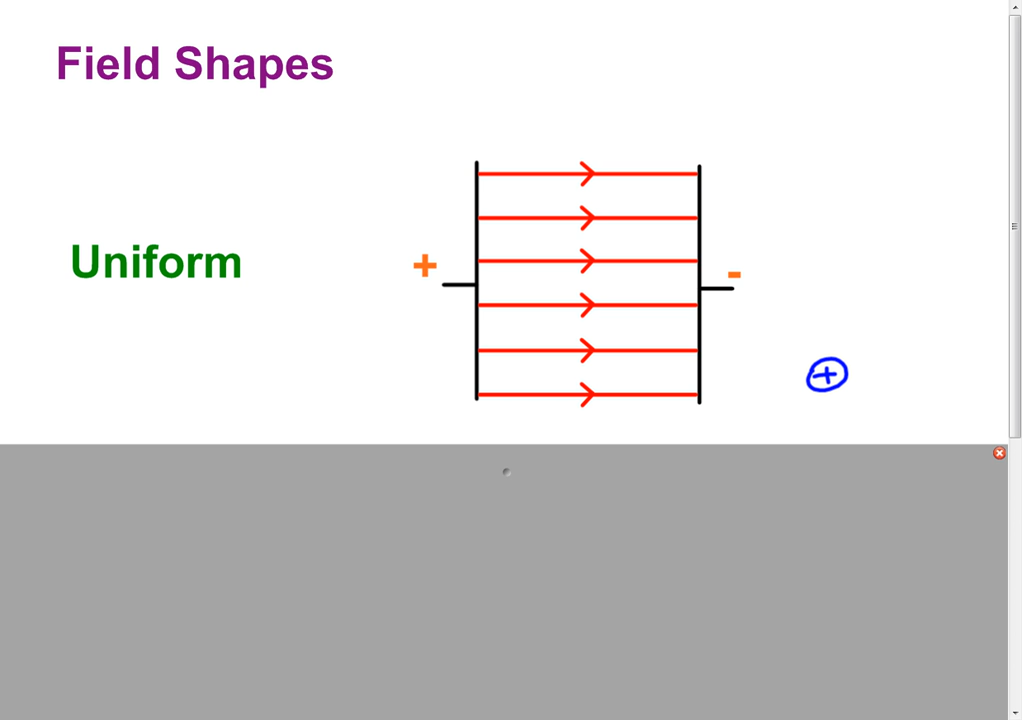 Field Shapes
Uniform
+
-
+